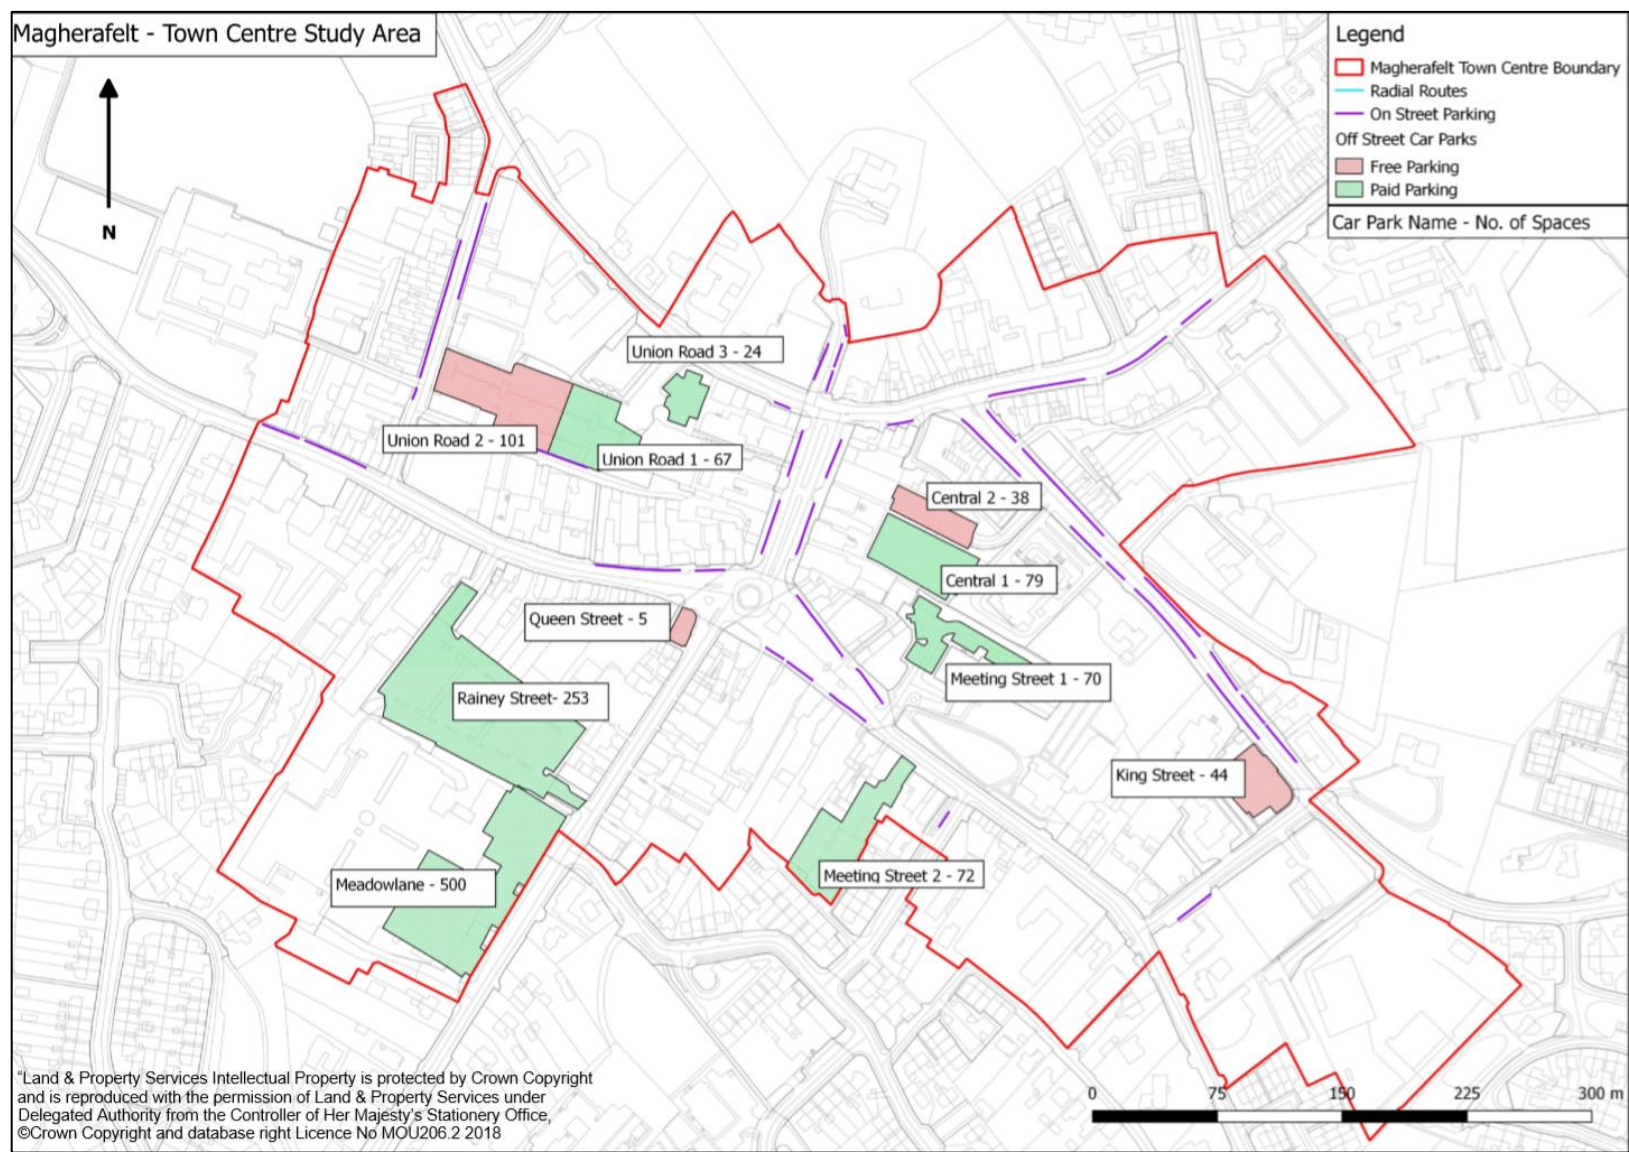 Magherafelt - Town Centre Study Area
Legend
Magherafelt Town Centre Boundary
Radial Routes
On Street Parking
Off Street Car Parks
Free Parking
Paid Parking
Car Park Name - No. of Spaces
N
Union Road 3 - 24
Union Road 2 - 101
Union Road 1 - 67
Central 2 - 38
Central 1 - 79
Queen Street - 5
Rainey Street- 253
Meeting Street 1 - 70
King Street - 44
Meadowlane - 500
Meeting Street 2 - 72
0 75 150 225 300 m
“Land & Property Services Intellectual Property is protected by Crown Copyright
and is reproduced with the permission of Land & Property Services under
Delegated Authority from the Controller of Her Majesty’s Stationery Office,
©Crown Copyright and database right Licence No MOU206.2 2018